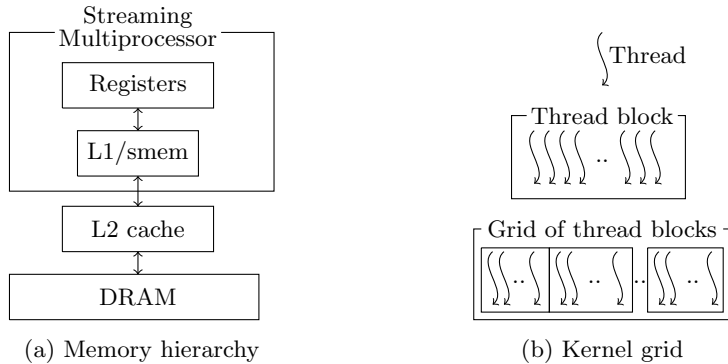 Streaming
Multiprocessor
Registers
L1/smem
L2 cache
DRAM
(a) Memory hierarchy
Thread
Thread block
..
Grid of thread blocks
.. .. .. ..
(b) Kernel grid